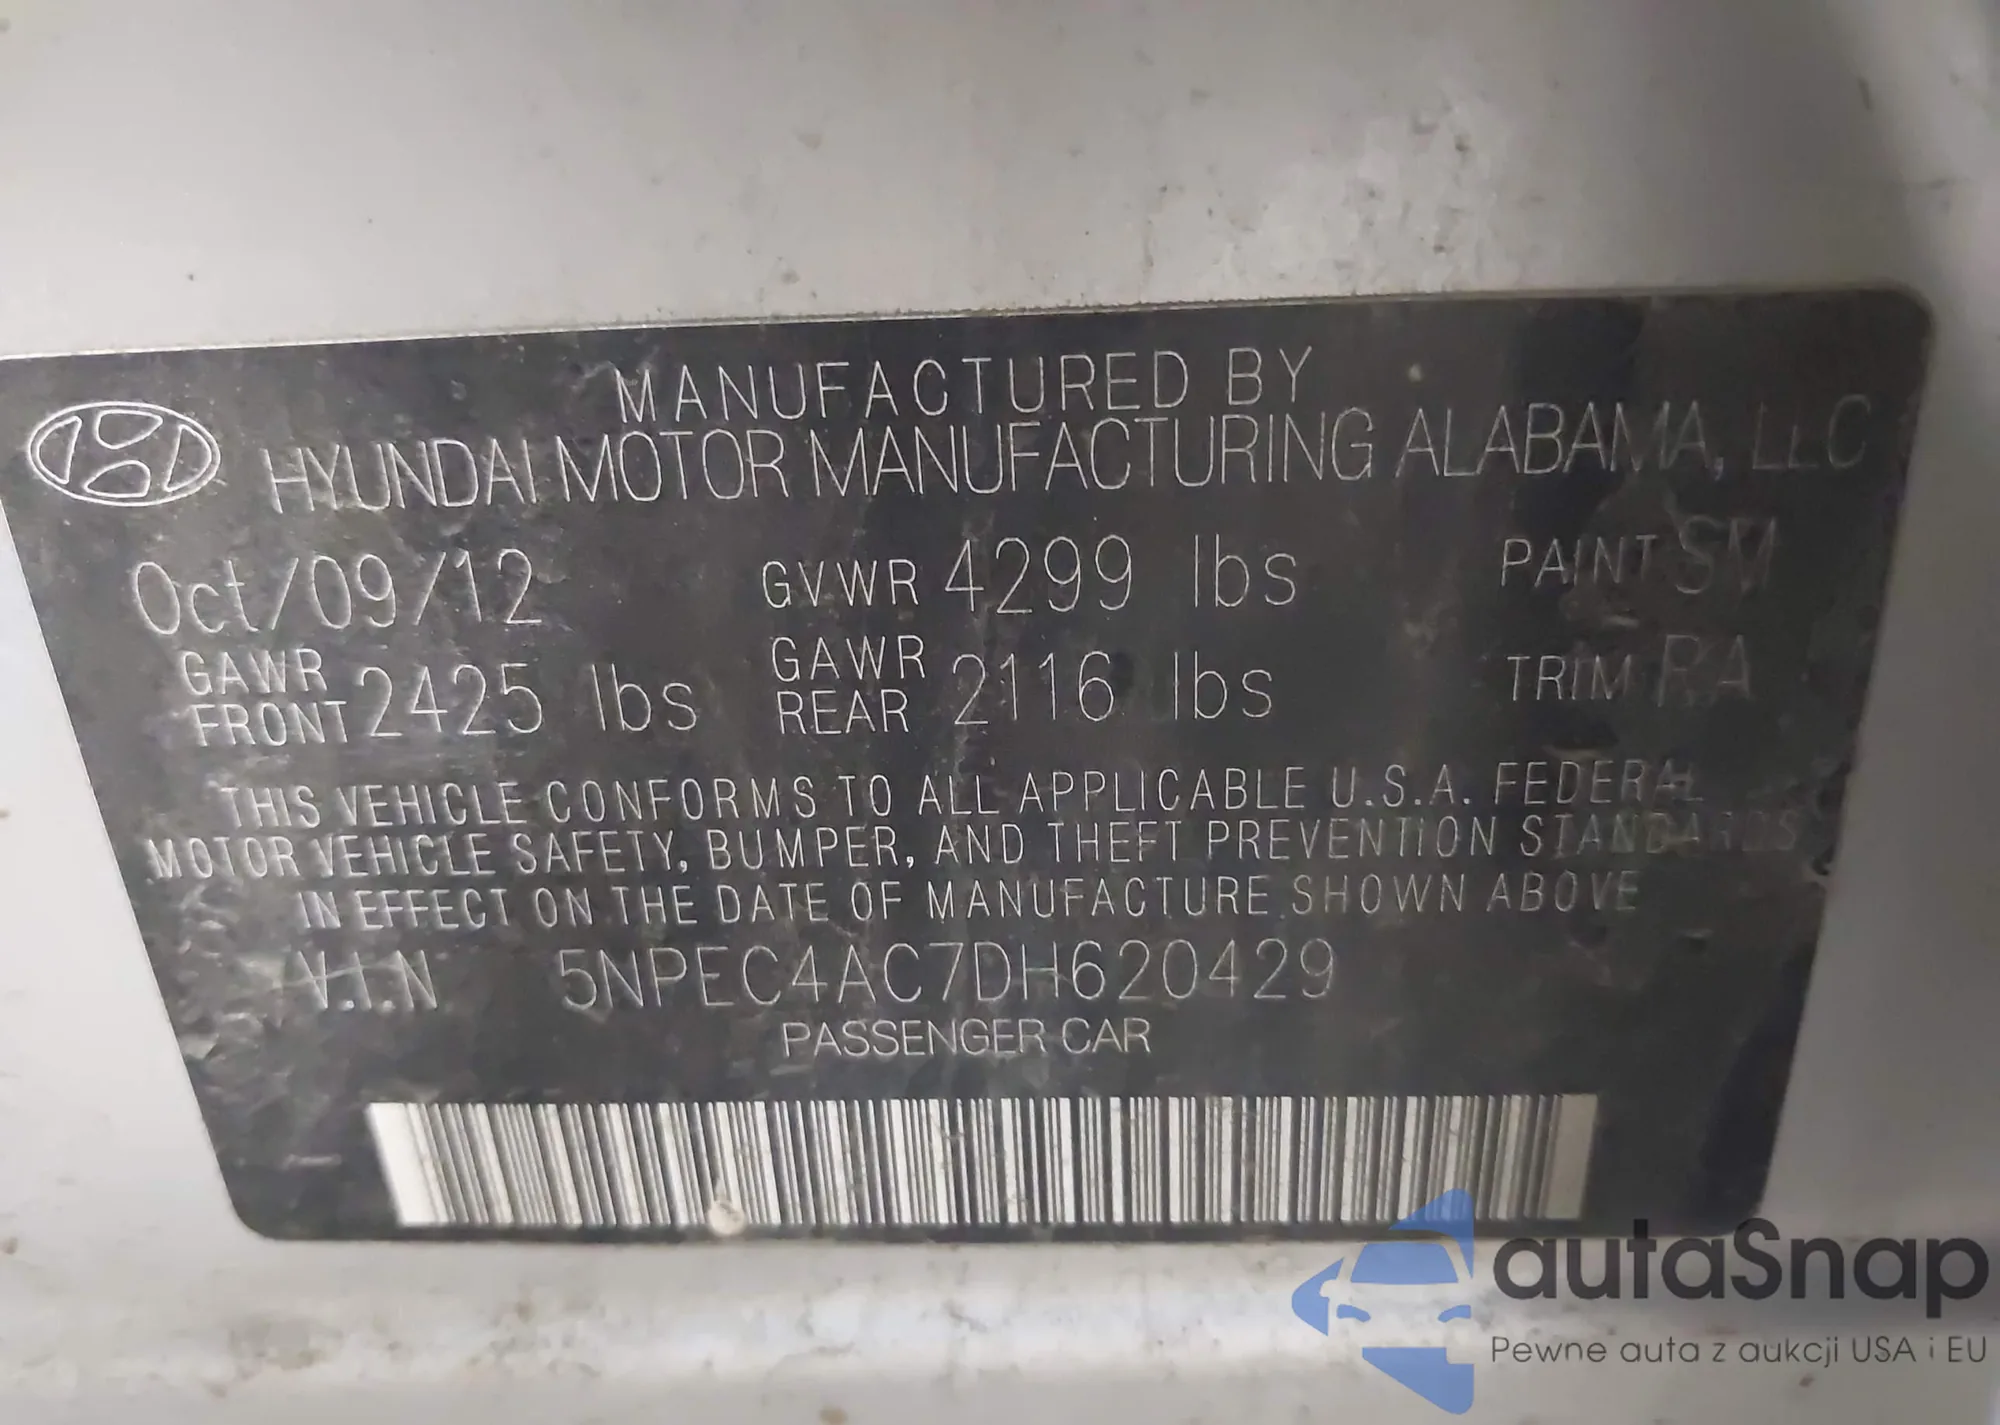 MANUFACTURED BY
HYUNDAI MOTOR MANUFACTURING ALABAMA, LLC
Oct/09/12 GVWR 4299 lbs PAINT SM
GAWR FRONT 2425 lbs GAWR REAR 2116 lbs TRIM RA
THIS VEHICLE CONFORMS TO ALL APPLICABLE U.S.A. FEDERAL
MOTOR VEHICLE SAFETY, BUMPER, AND THEFT PREVENTION STANDARDS
IN EFFECT ON THE DATE OF MANUFACTURE SHOWN ABOVE
V.I.N 5NPEC4AC7DH620429
PASSENGER CAR
autaSnap
Pewne auta z aukcji USA i EU